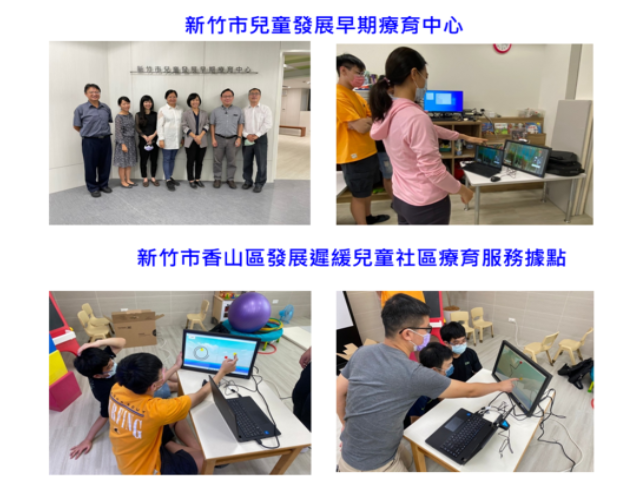 新竹市兒童發展早期療育中心
新竹市兒童發展早期療育中心
新竹市香山區發展遲緩兒童社區療育服務據點